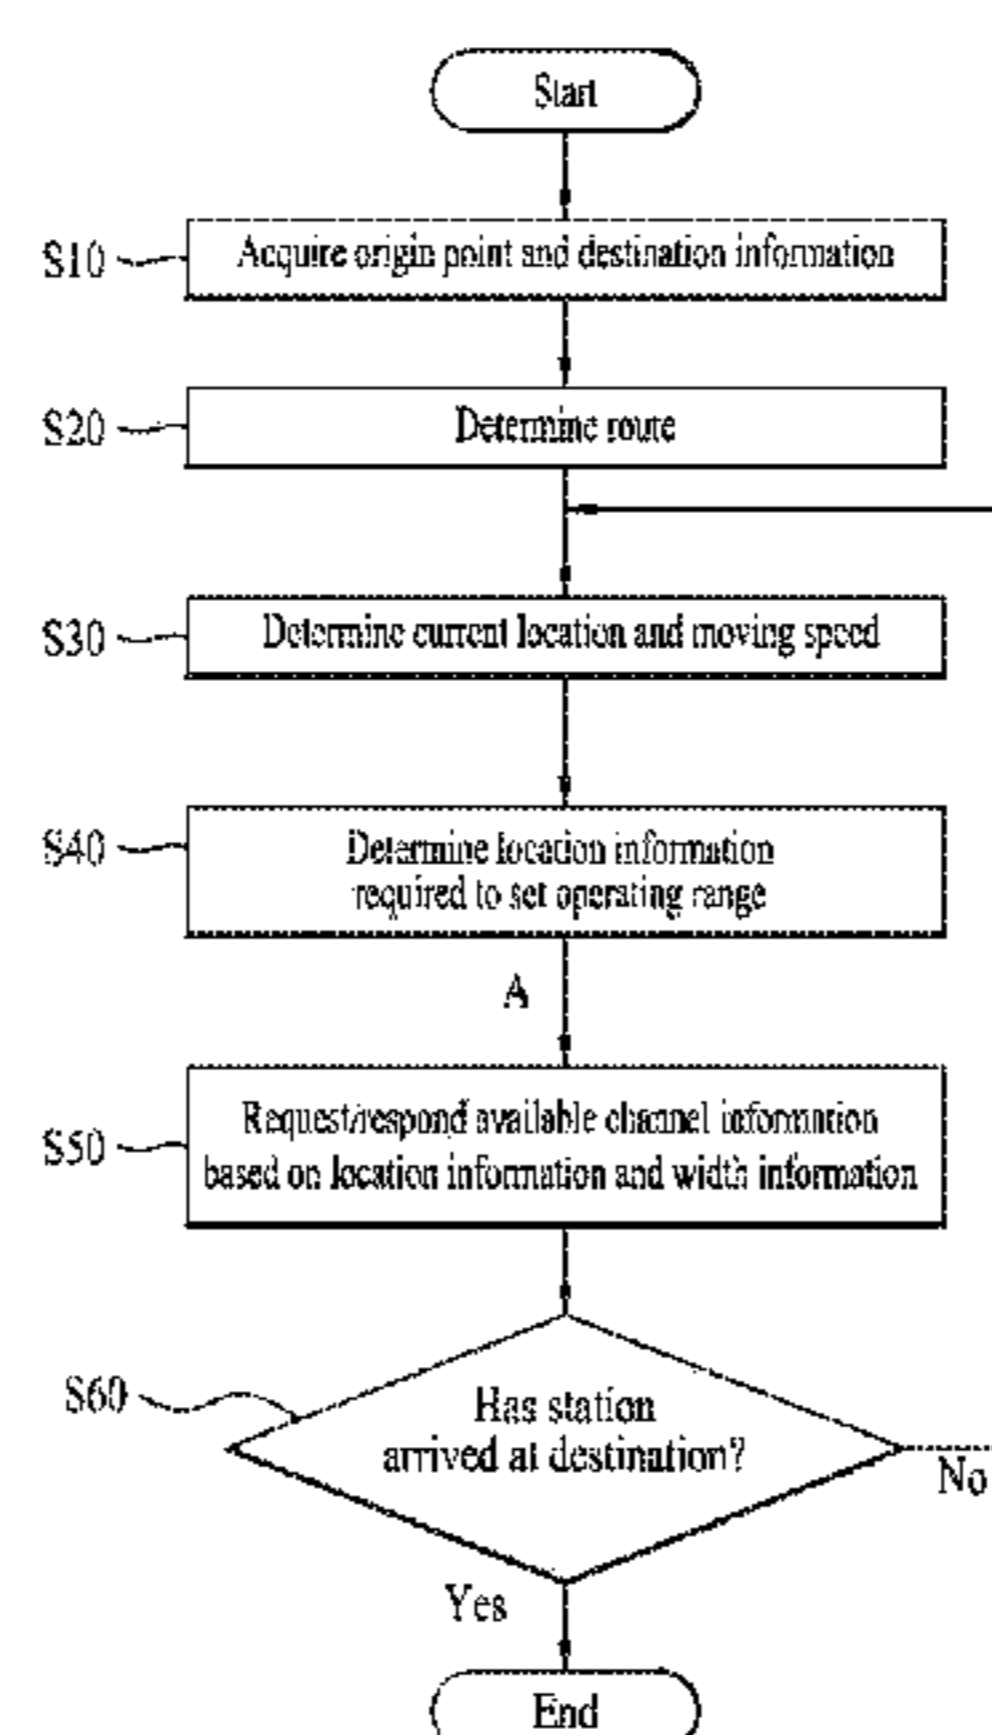 Start
S10
Acquire origin point and destination information
S20
Determine route
S30
Determine current location and moving speed
S40
Determine location information
required to set operating range
A
S50
Request/respond available channel information
based on location information and width information
S60
Has station
arrived at destination?
No
Yes
End